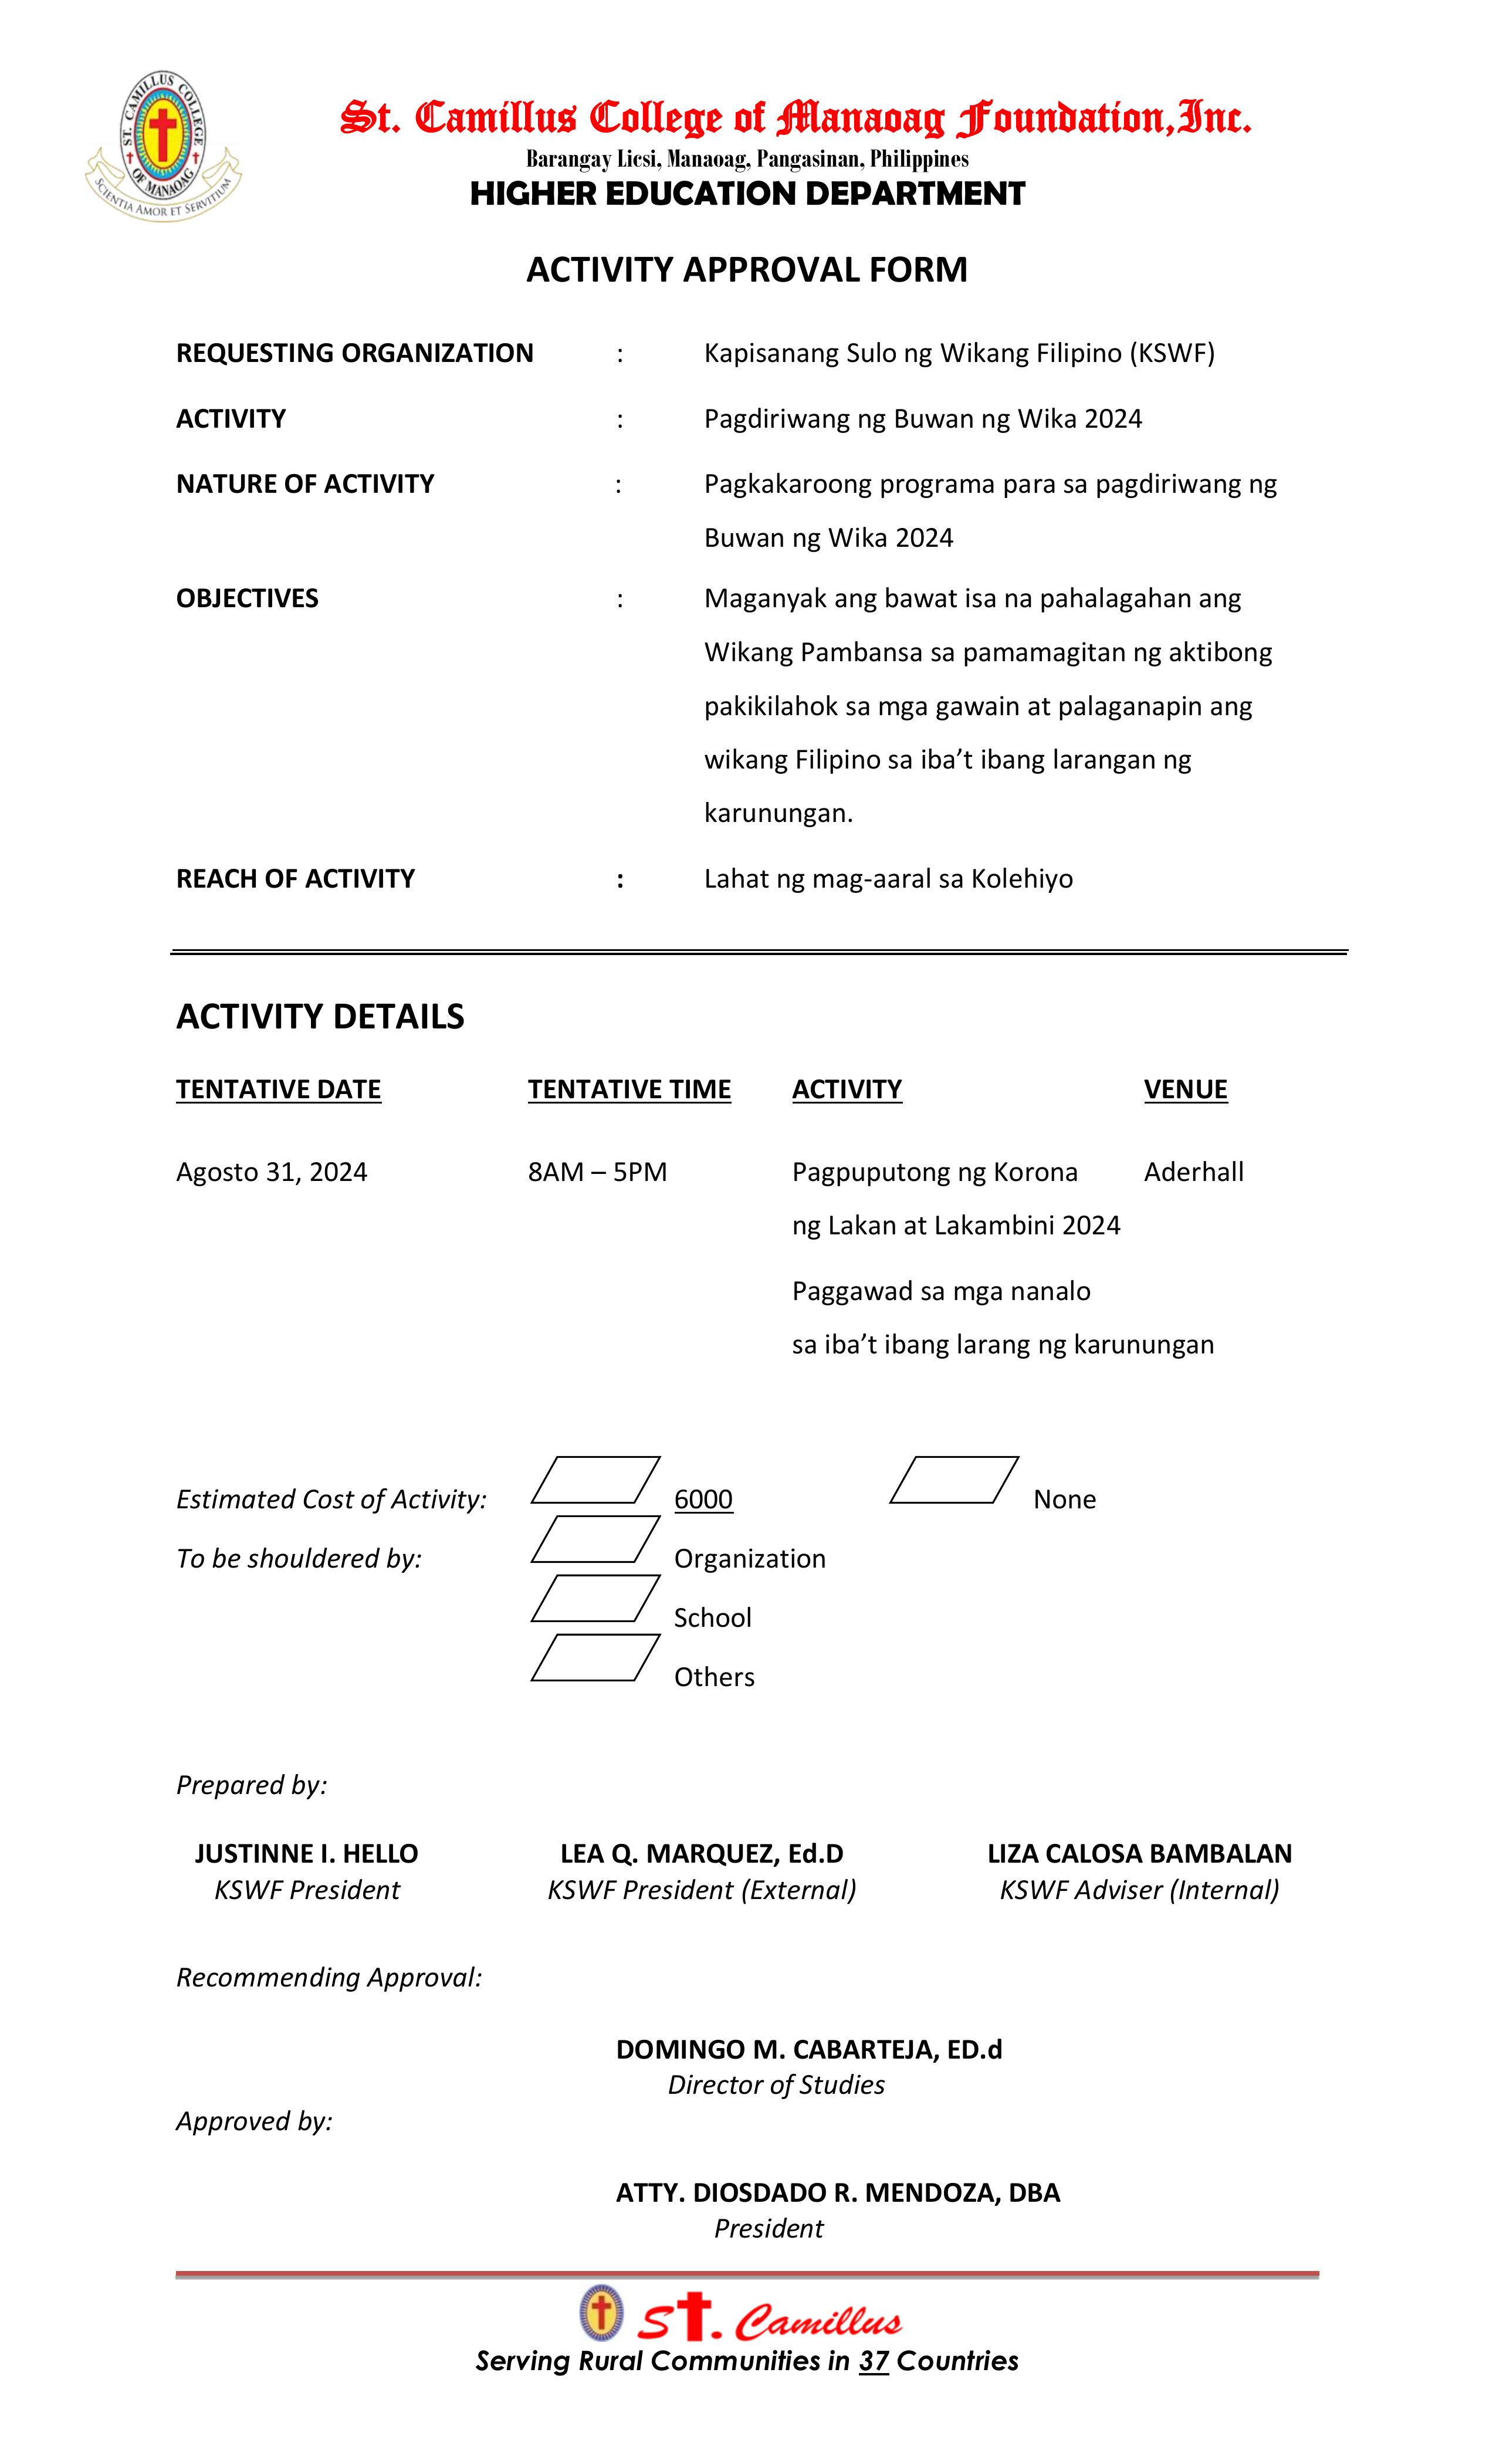 ST. CAMILLUS COLLEGE
OF MANAOAG
SCIENTIA AMOR ET SERVITIUM
St. Camillus College of Manaoag Foundation,Inc.
Barangay Licsi, Manaoag, Pangasinan, Philippines
HIGHER EDUCATION DEPARTMENT
ACTIVITY APPROVAL FORM
REQUESTING ORGANIZATION : Kapisanang Sulo ng Wikang Filipino (KSWF)
ACTIVITY : Pagdiriwang ng Buwan ng Wika 2024
NATURE OF ACTIVITY : Pagkakaroong programa para sa pagdiriwang ng
Buwan ng Wika 2024
OBJECTIVES : Maganyak ang bawat isa na pahalagahan ang
Wikang Pambansa sa pamamagitan ng aktibong
pakikilahok sa mga gawain at palaganapin ang
wikang Filipino sa iba’t ibang larangan ng
karunungan.
REACH OF ACTIVITY : Lahat ng mag-aaral sa Kolehiyo
ACTIVITY DETAILS
TENTATIVE DATE TENTATIVE TIME ACTIVITY VENUE
Agosto 31, 2024 8AM – 5PM Pagpuputong ng Korona Aderhall
ng Lakan at Lakambini 2024
Paggawad sa mga nanalo
sa iba’t ibang larang ng karunungan
Estimated Cost of Activity: 6000 None
To be shouldered by: Organization
School
Others
Prepared by:
JUSTINNE I. HELLO LEA Q. MARQUEZ, Ed.D LIZA CALOSA BAMBALAN
KSWF President KSWF President (External) KSWF Adviser (Internal)
Recommending Approval:
DOMINGO M. CABARTEJA, ED.d
Director of Studies
Approved by:
ATTY. DIOSDADO R. MENDOZA, DBA
President
ST. Camillus
Serving Rural Communities in 37 Countries